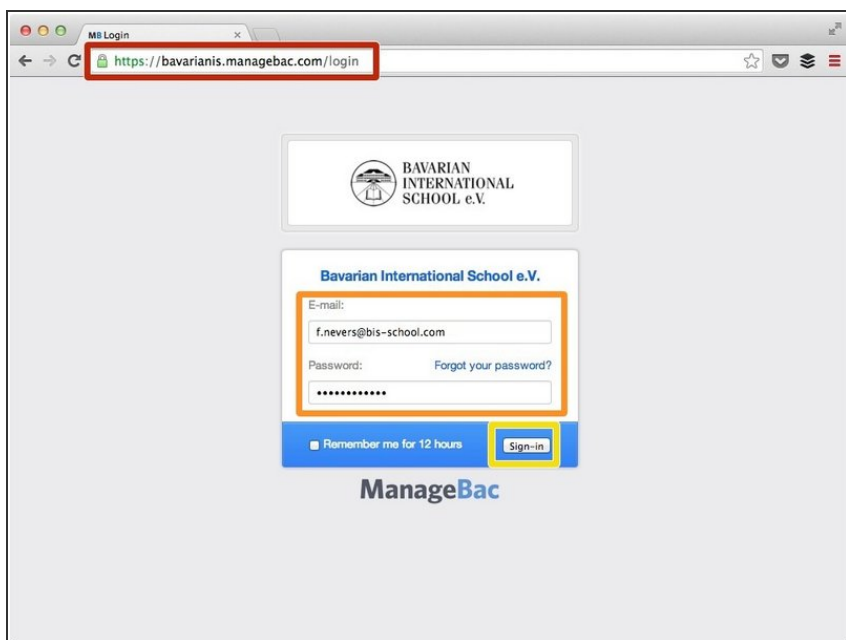 MB Login
https://bavarianis.managebac.com/login
BAVARIAN
INTERNATIONAL
SCHOOL e.V.
Bavarian International School e.V.
E-mail:
f.nevers@bis-school.com
Password: Forgot your password?
••••••••••••
Remember me for 12 hours Sign-in
ManageBac